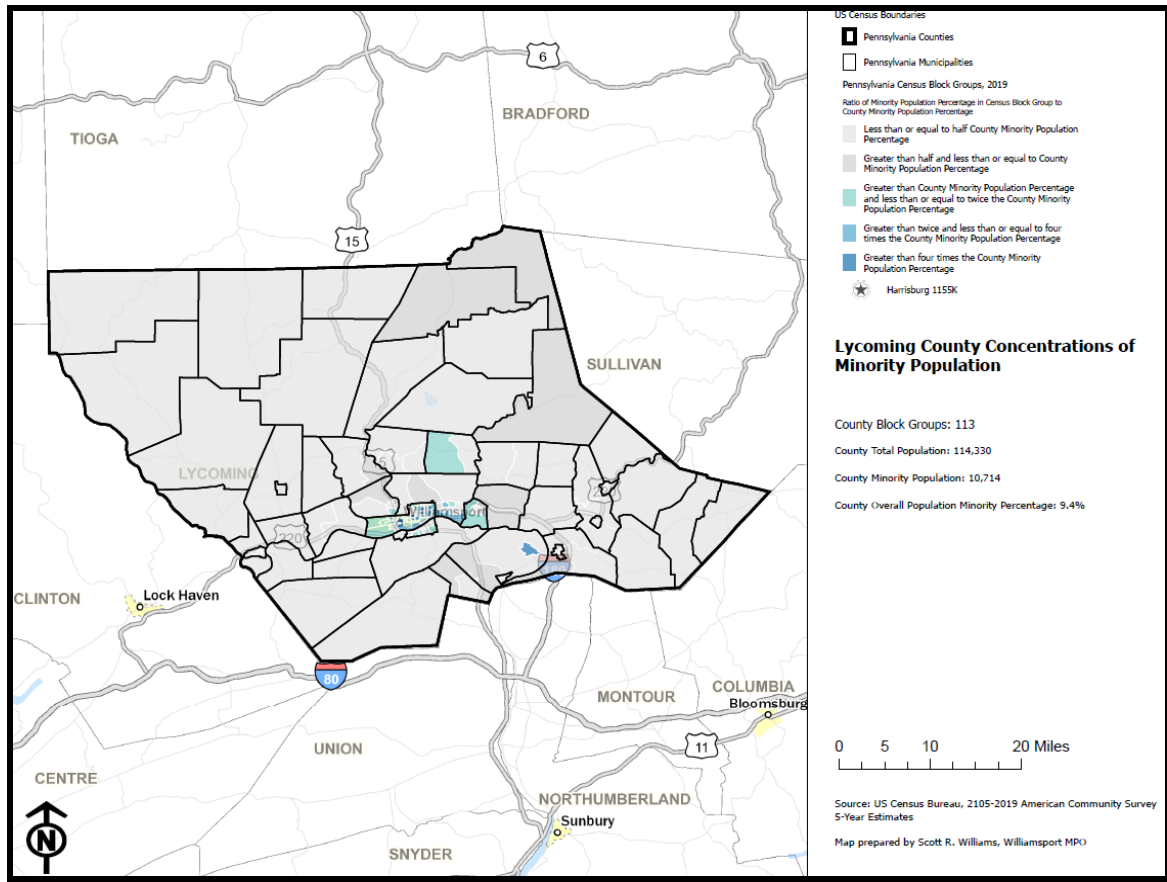 US Census Boundaries
Pennsylvania Counties
Pennsylvania Municipalities
Pennsylvania Census Block Groups, 2019
Ratio of Minority Population Percentage in Census Block Group to
County Minority Population Percentage
Less than or equal to half County Minority Population
Percentage
Greater than half and less than or equal to County
Minority Population Percentage
Greater than County Minority Population Percentage
and less than or equal to twice the County Minority
Population Percentage
Greater than twice and less than or equal to four
times the County Minority Population Percentage
Greater than four times the County Minority
Population Percentage
Harrisburg 1155K
Lycoming County Concentrations of
Minority Population
County Block Groups: 113
County Total Population: 114,330
County Minority Population: 10,714
County Overall Population Minority Percentage: 9.4%
0 5 10 20 Miles
Source: US Census Bureau, 2105-2019 American Community Survey
5-Year Estimates
Map prepared by Scott R. Williams, Williamsport MPO
6
TIOGA
BRADFORD
15
SULLIVAN
LYCOMING
15
Williamsport
220
CLINTON
Lock Haven
80
MONTOUR
COLUMBIA
Bloomsburg
11
UNION
CENTRE
NORTHUMBERLAND
Sunbury
SNYDER
N